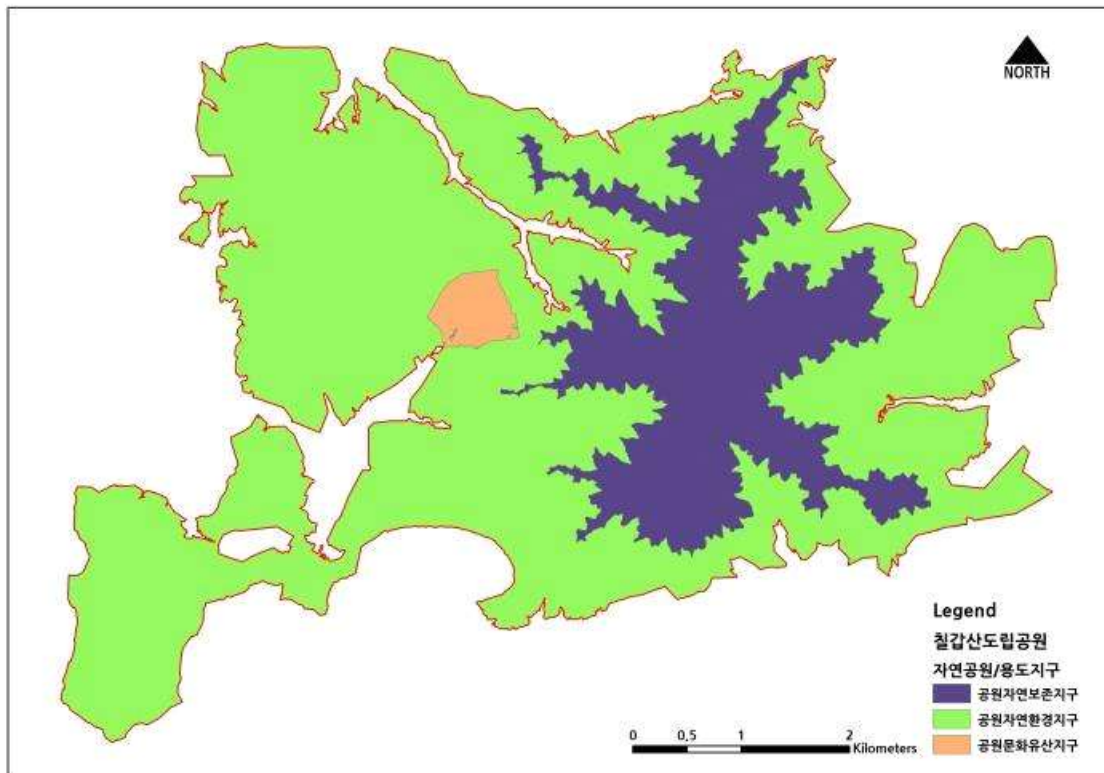 NORTH
Legend
칠갑산도립공원
자연공원/용도지구
공원자연보존지구
공원자연환경지구
공원문화유산지구
0 0.5 1 2
Kilometers